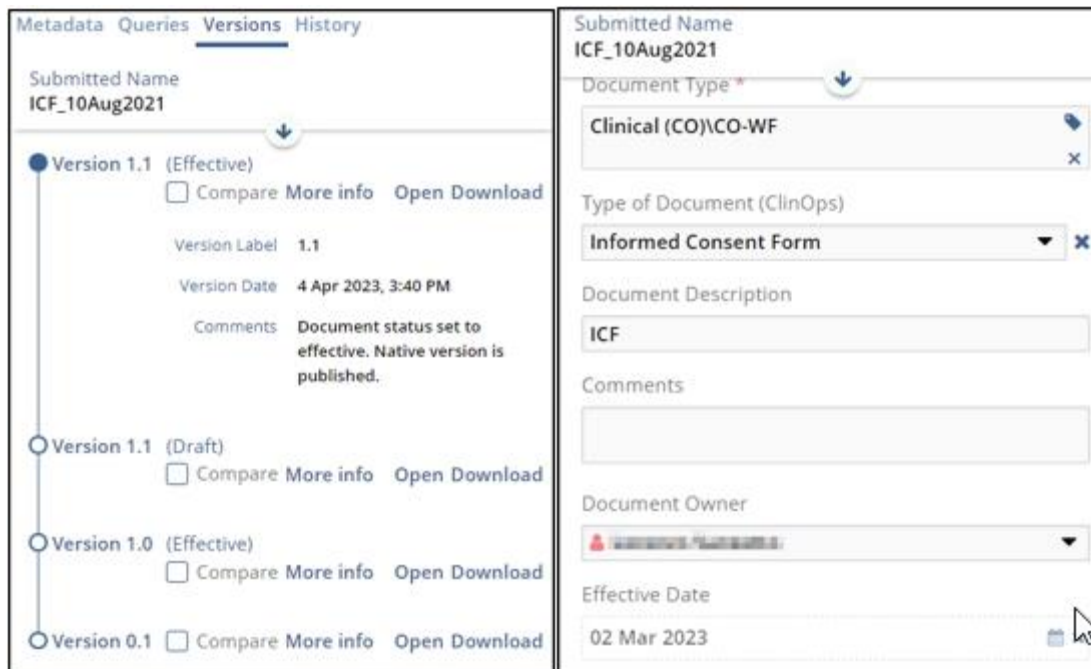 Metadata Queries Versions History
Submitted Name
ICF_10Aug2021
Version 1.1 (Effective)
Compare More info Open Download
Version Label 1.1
Version Date 4 Apr 2023, 3:40 PM
Comments Document status set to
effective. Native version is
published.
Version 1.1 (Draft)
Compare More info Open Download
Version 1.0 (Effective)
Compare More info Open Download
Version 0.1 Compare More info Open Download
Submitted Name
ICF_10Aug2021
Document Type *
Clinical (CO)\CO-WF
Type of Document (ClinOps)
Informed Consent Form
Document Description
ICF
Comments
Document Owner
Effective Date
02 Mar 2023